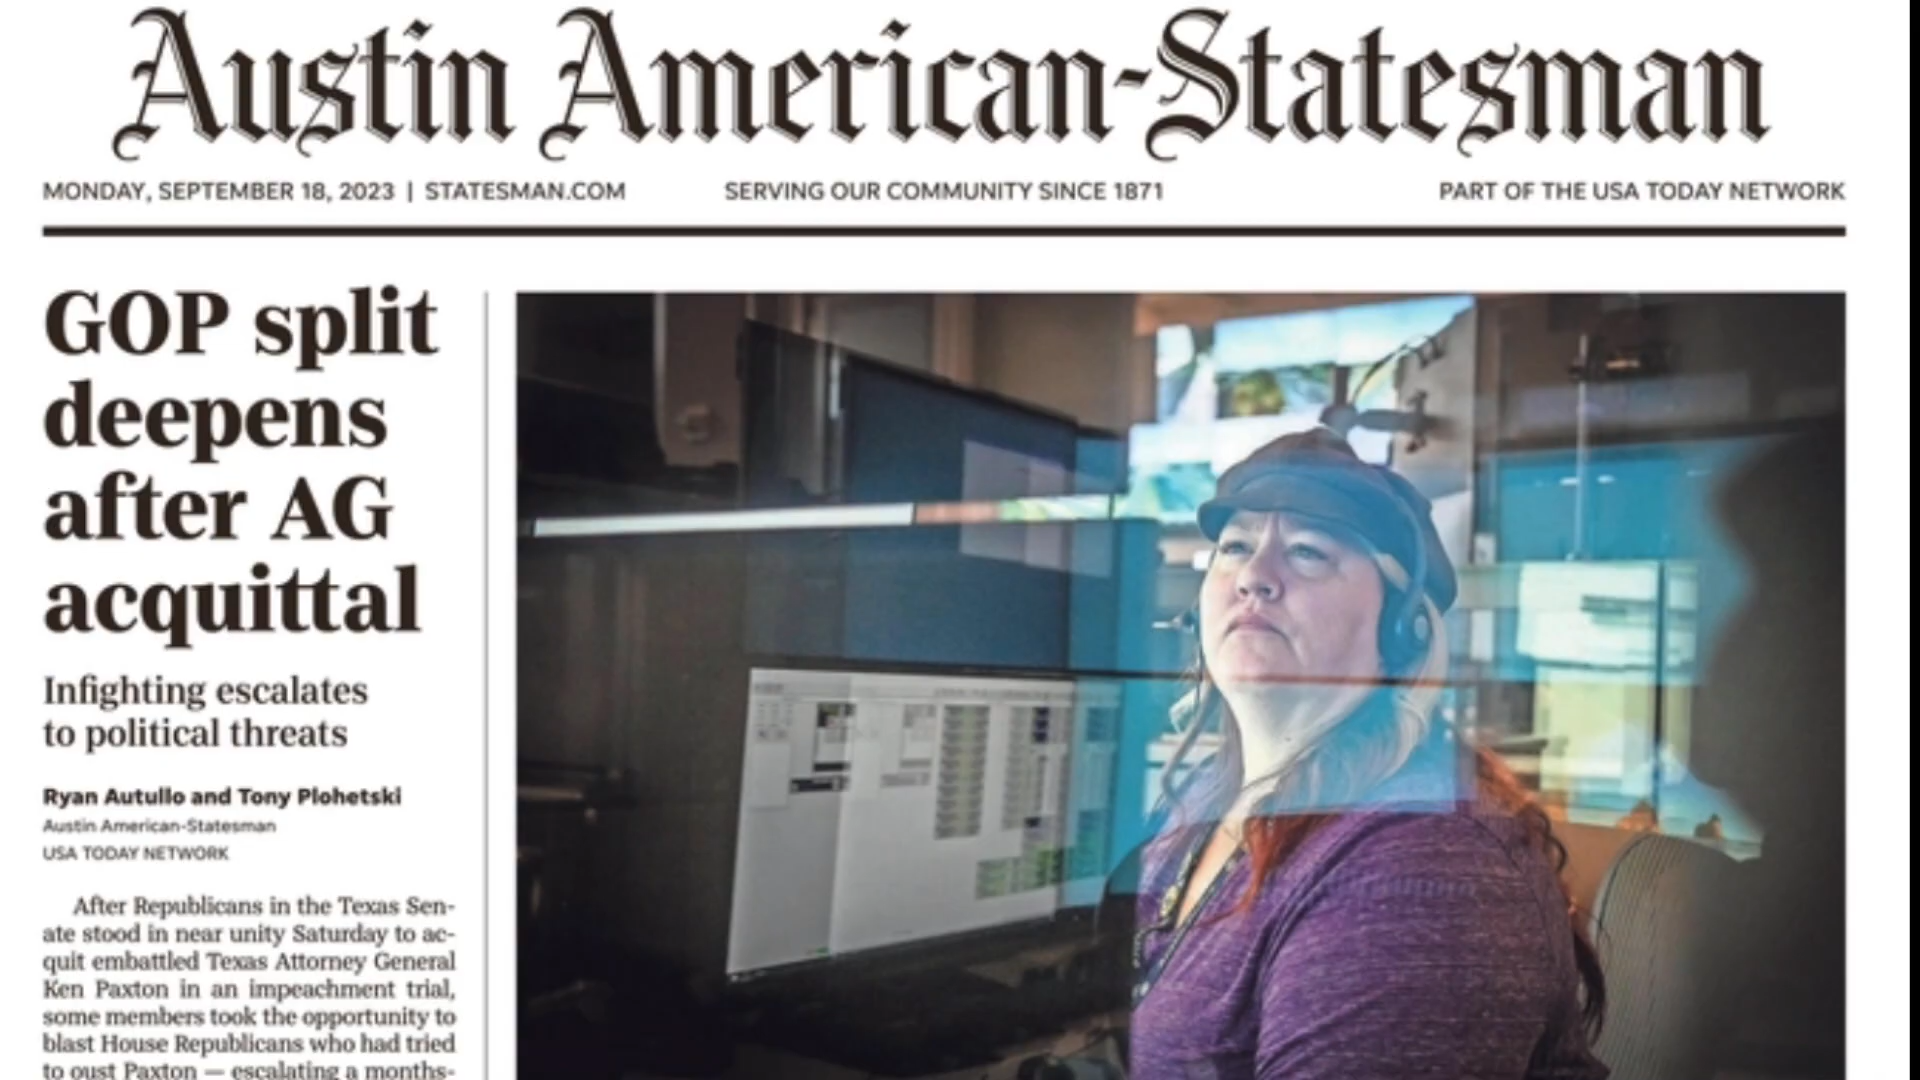 Austin American-Statesman
MONDAY, SEPTEMBER 18, 2023 | STATESMAN.COM SERVING OUR COMMUNITY SINCE 1871 PART OF THE USA TODAY NETWORK
GOP split
deepens
after AG
acquittal
Infighting escalates
to political threats
Ryan Autullo and Tony Plohetski
Austin American-Statesman
USA TODAY NETWORK
After Republicans in the Texas Sen-
ate stood in near unity Saturday to ac-
quit embattled Texas Attorney General
Ken Paxton in an impeachment trial,
some members took the opportunity to
blast House Republicans who had tried
to oust Paxton — escalating a months-